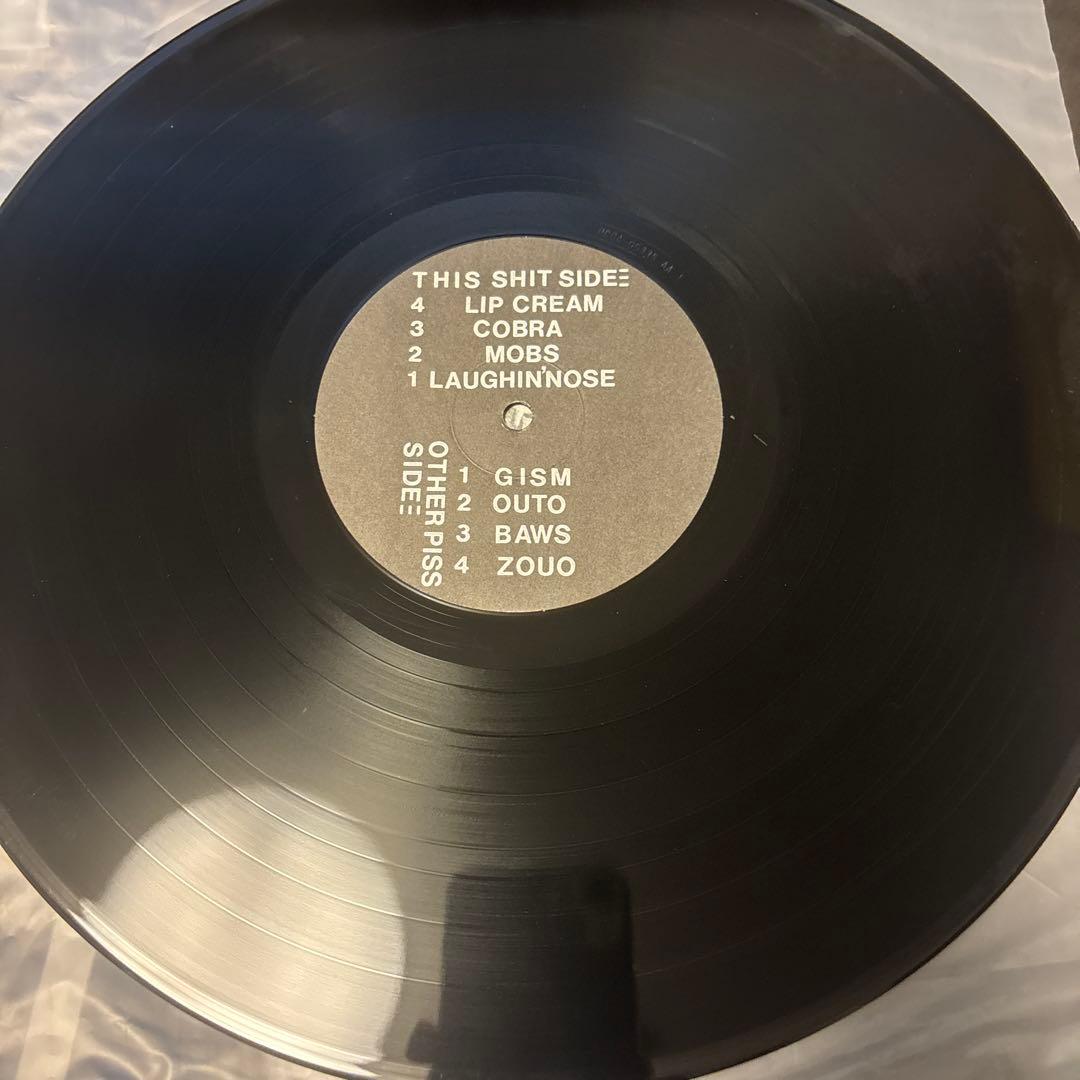 THIS SHIT SIDE
4 LIP CREAM
3 COBRA
2 MOBS
1 LAUGHIN'NOSE
OTHER PISS
SIDE
1 GISM
2 OUTO
3 BAWS
4 ZOUO